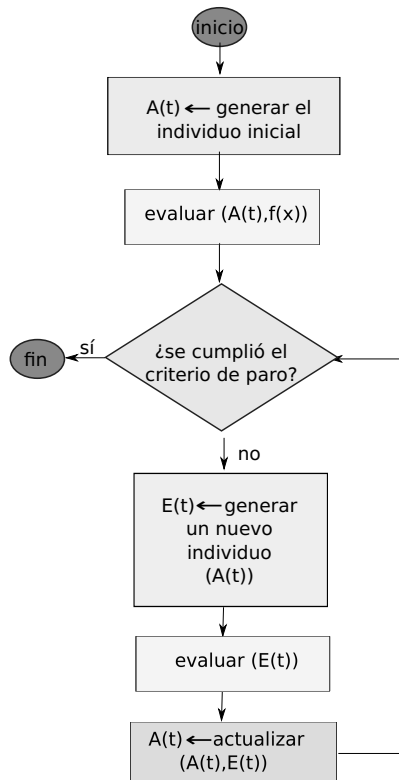 inicio
A(t) ← generar el
individuo inicial
evaluar (A(t),f(x))
¿se cumplió el
criterio de paro?
sí
fin
no
E(t)←generar
un nuevo
individuo
(A(t))
evaluar (E(t))
A(t)←actualizar
(A(t),E(t))